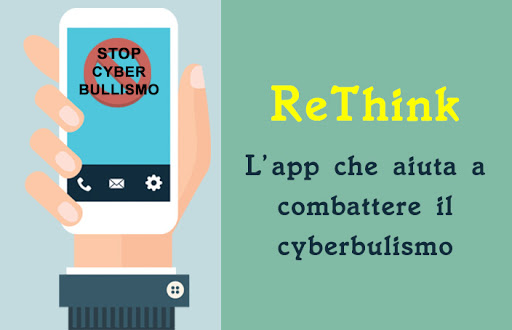 STOP
CYBER
BULLISMO
ReThink
L'app che aiuta a
combattere il
cyberbulismo